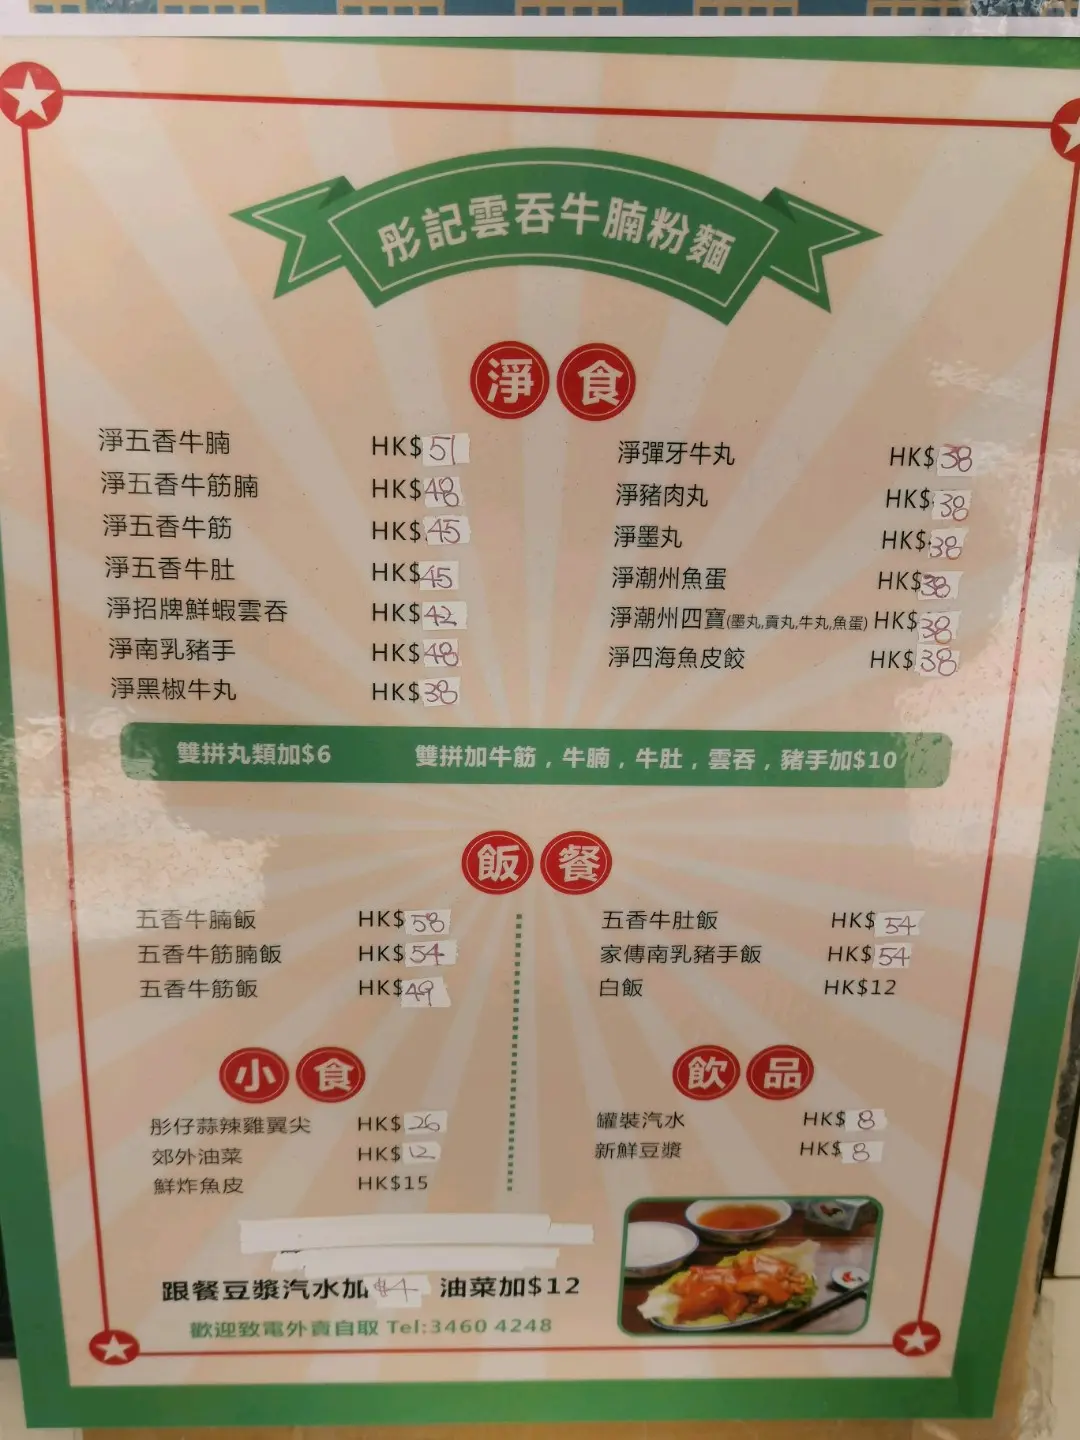 彤記雲吞牛腩粉麵
淨食
淨五香牛腩 HK$51
淨五香牛筋腩 HK$48
淨五香牛筋 HK$45
淨五香牛肚 HK$45
淨招牌鮮蝦雲吞 HK$42
淨南乳豬手 HK$48
淨黑椒牛丸 HK$38
淨彈牙牛丸 HK$38
淨豬肉丸 HK$38
淨墨丸 HK$38
淨潮州魚蛋 HK$38
淨潮州四寶(墨丸,貢丸,牛丸,魚蛋) HK$38
淨四海魚皮餃 HK$38
雙拼丸類加$6 雙拼加牛筋,牛腩,牛肚,雲吞,豬手加$10
飯餐
五香牛腩飯 HK$58
五香牛筋腩飯 HK$54
五香牛筋飯 HK$49
五香牛肚飯 HK$54
家傳南乳豬手飯 HK$54
白飯 HK$12
小食
彤仔蒜辣雞翼尖 HK$26
郊外油菜 HK$12
鮮炸魚皮 HK$15
飲品
罐裝汽水 HK$8
新鮮豆漿 HK$8
跟餐豆漿汽水加$4 油菜加$12
歡迎致電外賣自取 Tel:3460 4248